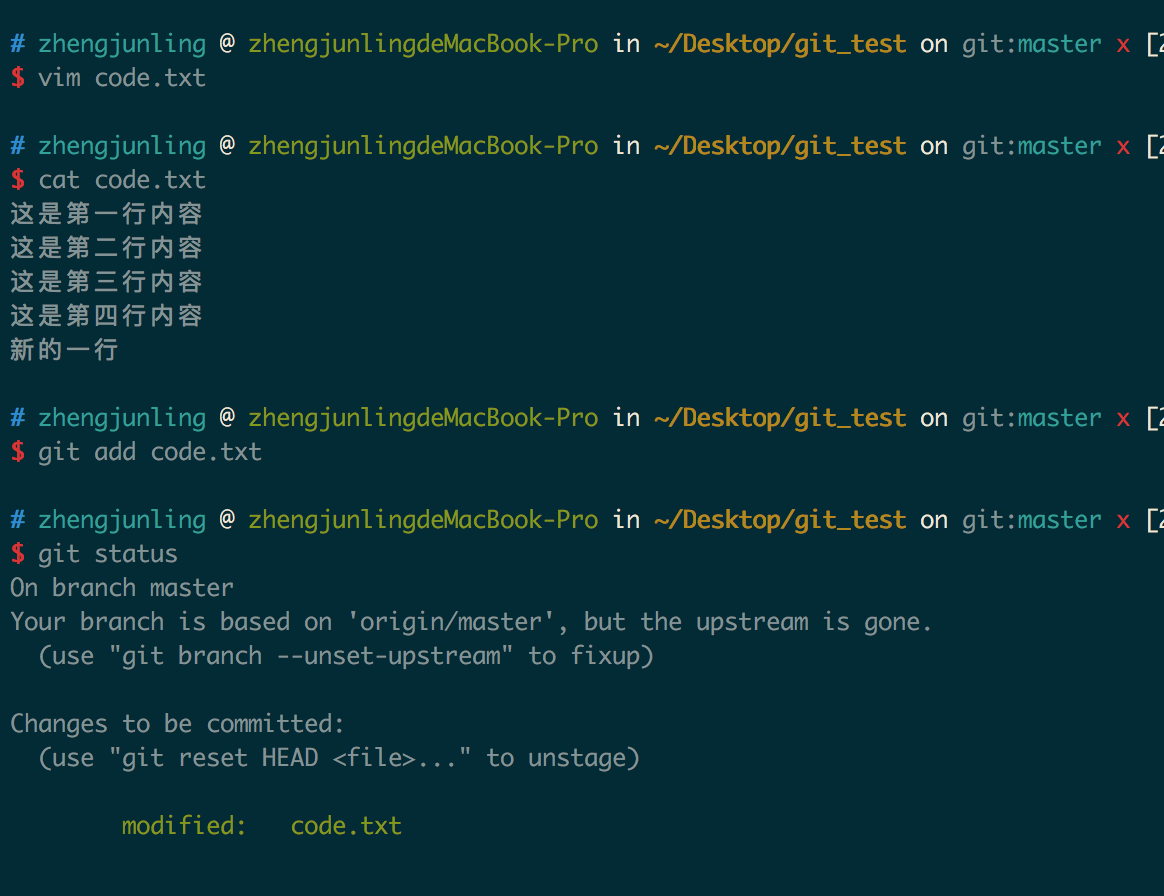 # zhengjunling @ zhengjunlingdeMacBook-Pro in ~/Desktop/git_test on git:master x [2
$ vim code.txt
# zhengjunling @ zhengjunlingdeMacBook-Pro in ~/Desktop/git_test on git:master x [2
$ cat code.txt
这是第一行内容
这是第二行内容
这是第三行内容
这是第四行内容
新的一行
# zhengjunling @ zhengjunlingdeMacBook-Pro in ~/Desktop/git_test on git:master x [2
$ git add code.txt
# zhengjunling @ zhengjunlingdeMacBook-Pro in ~/Desktop/git_test on git:master x [2
$ git status
On branch master
Your branch is based on 'origin/master', but the upstream is gone.
  (use "git branch --unset-upstream" to fixup)
Changes to be committed:
  (use "git reset HEAD <file>..." to unstage)
        modified:   code.txt